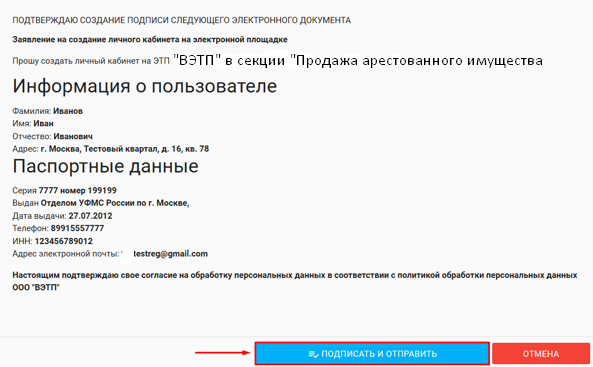 ПОДТВЕРЖДАЮ СОЗДАНИЕ ПОДПИСИ СЛЕДУЮЩЕГО ЭЛЕКТРОННОГО ДОКУМЕНТА
Заявление на создание личного кабинета на электронной площадке
Прошу создать личный кабинет на ЭТП "ВЭТП" в секции "Продажа арестованного имущества
Информация о пользователе
Фамилия: Иванов
Имя: Иван
Отчество: Иванович
Адрес: г. Москва, Тестовый квартал, д. 16, кв. 78
Паспортные данные
Серия 7777 номер 199199
Выдан Отделом УФМС России по г. Москве,
Дата выдачи: 27.07.2012
Телефон: 89915557777
ИНН: 123456789012
Адрес электронной почты: testreg@gmail.com
Настоящим подтверждаю свое согласие на обработку персональных данных в соответствии с политикой обработки персональных данных
ООО "ВЭТП"
ПОДПИСАТЬ И ОТПРАВИТЬ ОТМЕНА